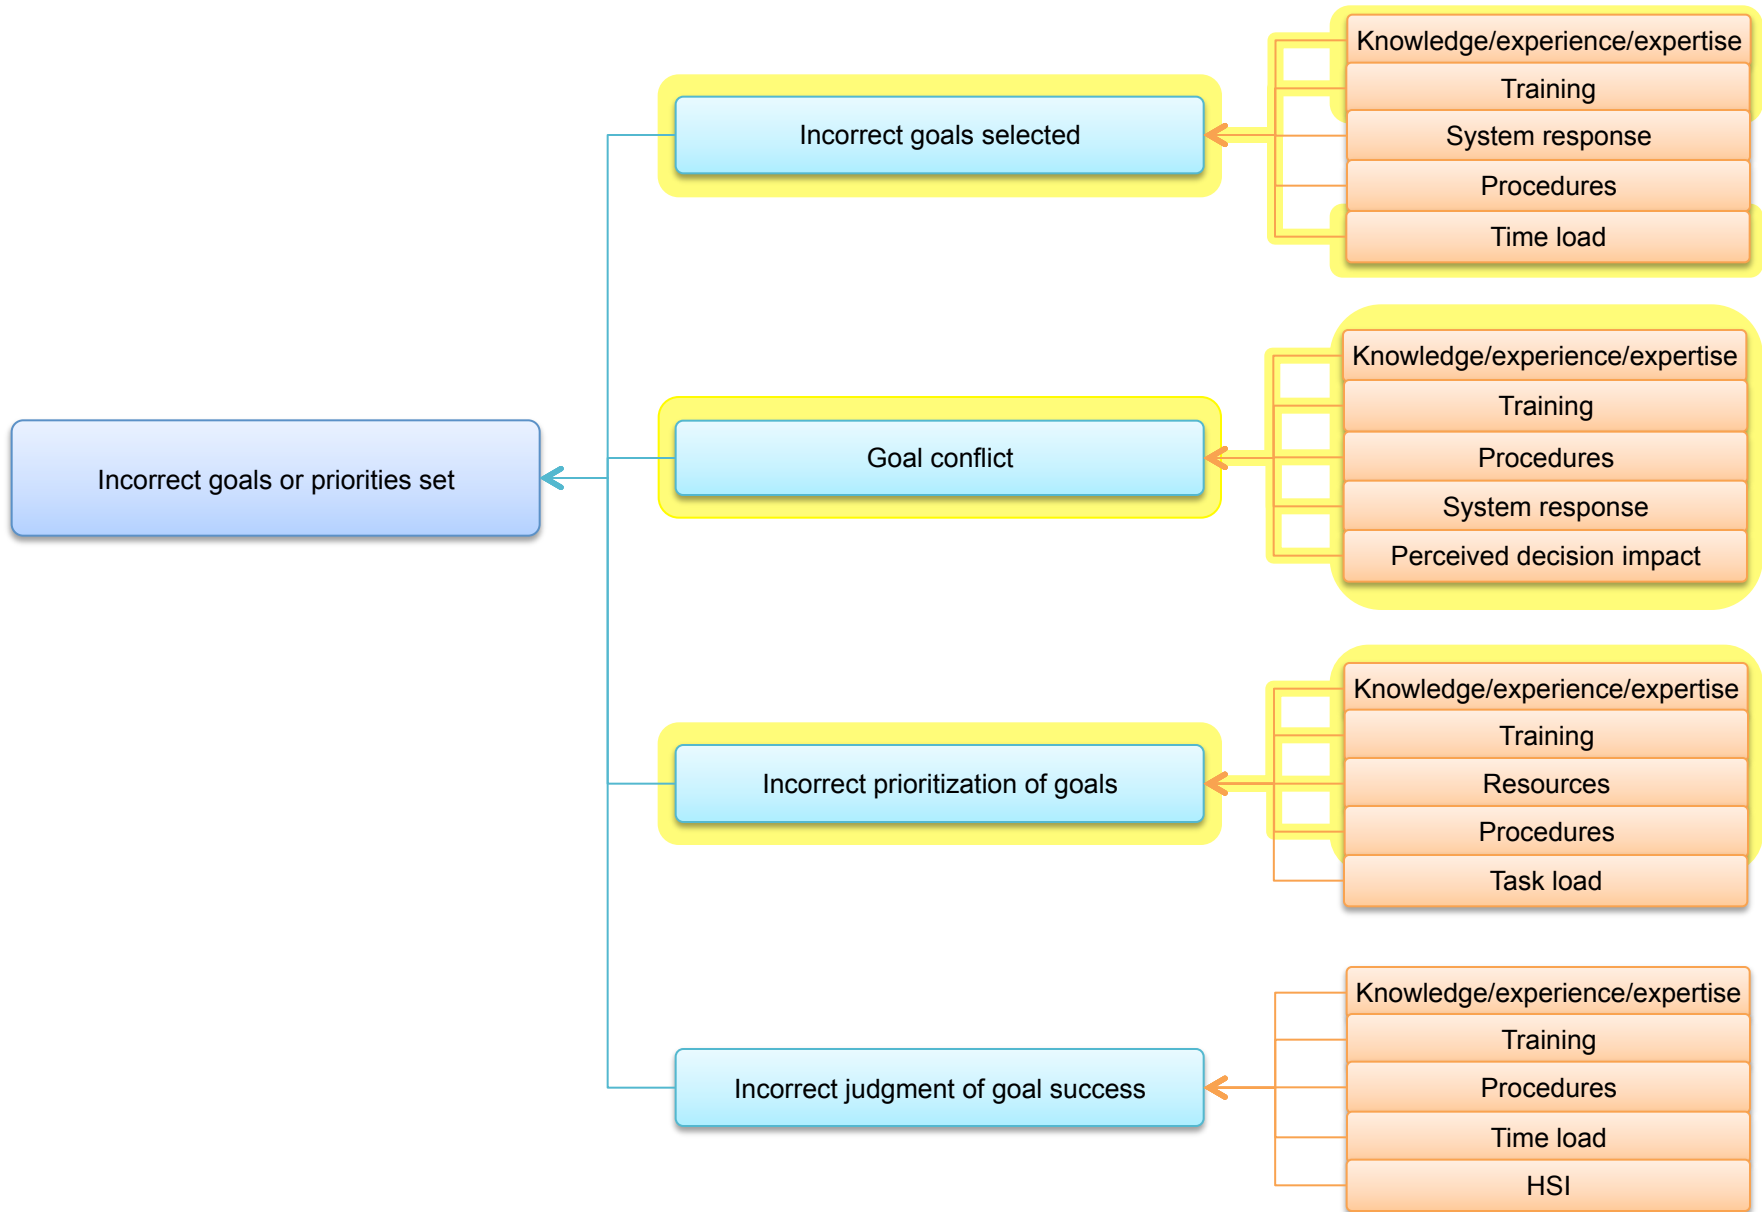 Incorrect goals or priorities set
Incorrect goals selected
Knowledge/experience/expertise
Training
System response
Procedures
Time load
Goal conflict
Knowledge/experience/expertise
Training
Procedures
System response
Perceived decision impact
Incorrect prioritization of goals
Knowledge/experience/expertise
Training
Resources
Procedures
Task load
Incorrect judgment of goal success
Knowledge/experience/expertise
Training
Procedures
Time load
HSI